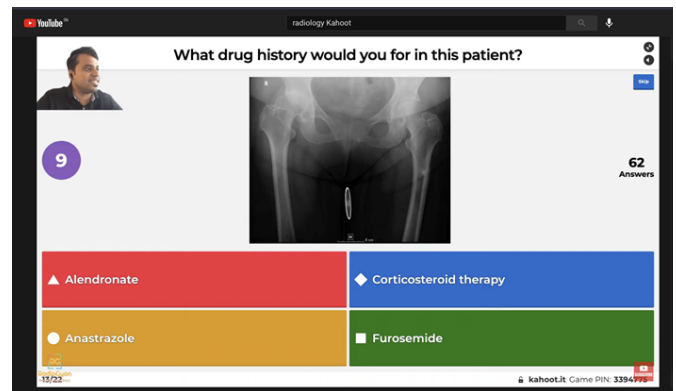 YouTube
radiology Kahoot
What drug history would you for in this patient?
Skip
9
62
Answers
Alendronate
Corticosteroid therapy
Anastrazole
Furosemide
13/22
kahoot.it Game PIN: 3394775